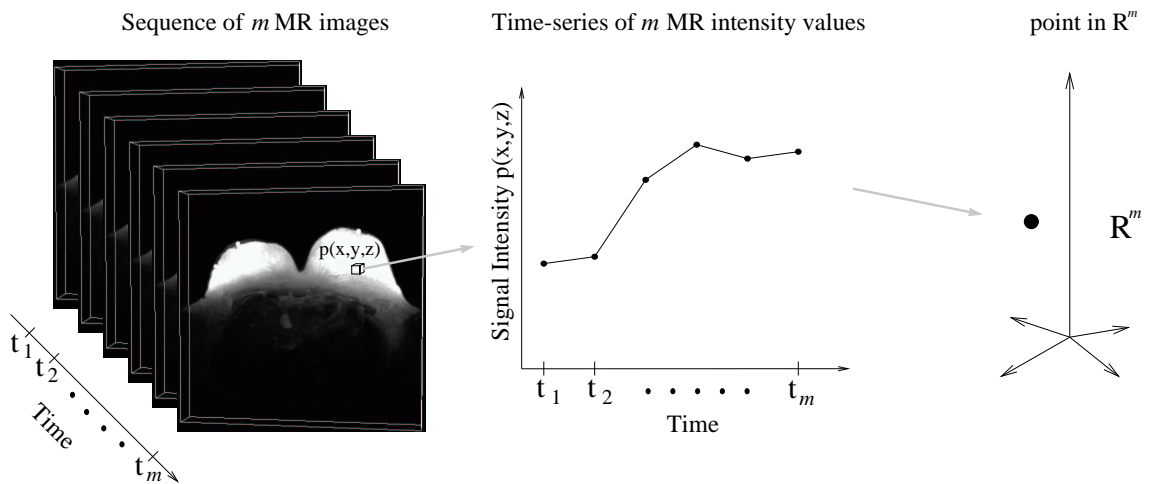 Sequence of m MR images
Time-series of m MR intensity values
point in R^m
p(x,y,z)
t1
t2
Time
tm
Signal Intensity p(x,y,z)
t1 t2 tm
Time
R^m